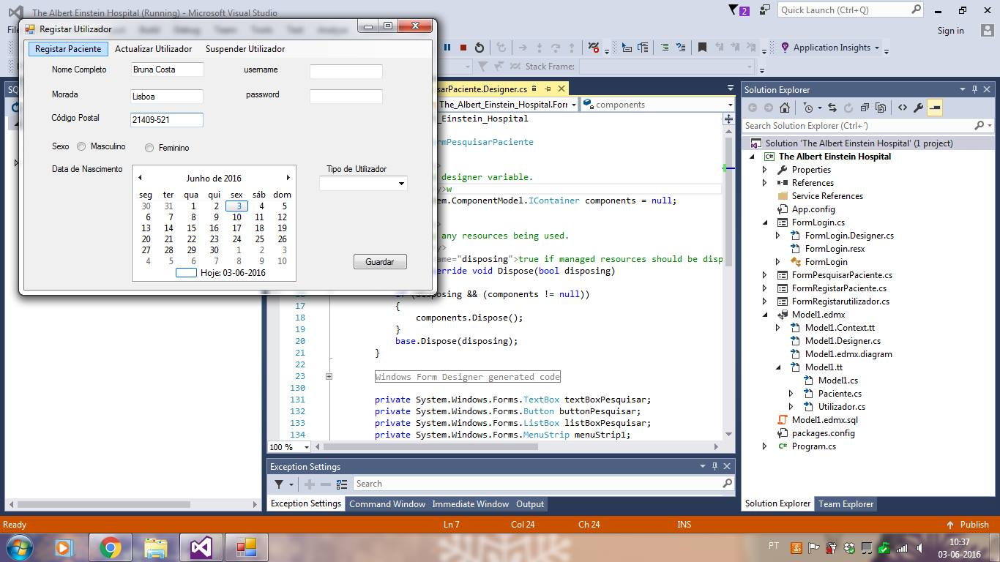 The Albert Einstein Hospital (Running) - Microsoft Visual Studio
2
Quick Launch (Ctrl+Q)
Sign in
Registar Utilizador
Registar Paciente Actualizar Utilizador Suspender Utilizador
Nome Completo Bruna Costa username
Morada Lisboa password
Código Postal 21409-521
Sexo Masculino Feminino
Data de Nascimento
Tipo de Utilizador
Junho de 2016
seg ter qua qui sex sáb dom
30 31 1 2 3 4 5
6 7 8 9 10 11 12
13 14 15 16 17 18 19
20 21 22 23 24 25 26
27 28 29 30 1 2 3
4 5 6 7 8 9 10
Hoje: 03-06-2016
Guardar
Application Insights
Stack Frame:
SQ
sarPaciente.Designer.cs
The_Albert_Einstein_Hospital.Forr components
_Einstein_Hospital
rmPesquisarPaciente
>
designer variable.
y>w
em.ComponentModel.IContainer components = null;
>
any resources being used.
y>
ame="disposing">true if managed resources should be disp
erride void Dispose(bool disposing)
if (disposing && (components != null))
17 {
18 components.Dispose();
19 }
20 base.Dispose(disposing);
21 }
22
23 Windows Form Designer generated code
130
131 private System.Windows.Forms.TextBox textBoxPesquisar;
132 private System.Windows.Forms.Button buttonPesquisar;
133 private System.Windows.Forms.ListBox listBoxPesquisar;
134 private System.Windows.Forms.MenuStrip menuStrip1;
100 %
Exception Settings
Search
Exception Settings Command Window Immediate Window Output
Solution Explorer
Search Solution Explorer (Ctrl+´)
Solution 'The Albert Einstein Hospital' (1 project)
The Albert Einstein Hospital
Properties
References
Service References
App.config
FormLogin.cs
FormLogin.Designer.cs
FormLogin.resx
FormLogin
FormPesquisarPaciente.cs
FormRegistarPaciente.cs
FormRegistarutilizador.cs
Model1.edmx
Model1.Context.tt
Model1.Designer.cs
Model1.edmx.diagram
Model1.tt
Model1.cs
Paciente.cs
Utilizador.cs
Model1.edmx.sql
packages.config
Program.cs
Solution Explorer Team Explorer
Ready Ln 7 Col 24 Ch 24 INS Publish
PT
10:37
03-06-2016